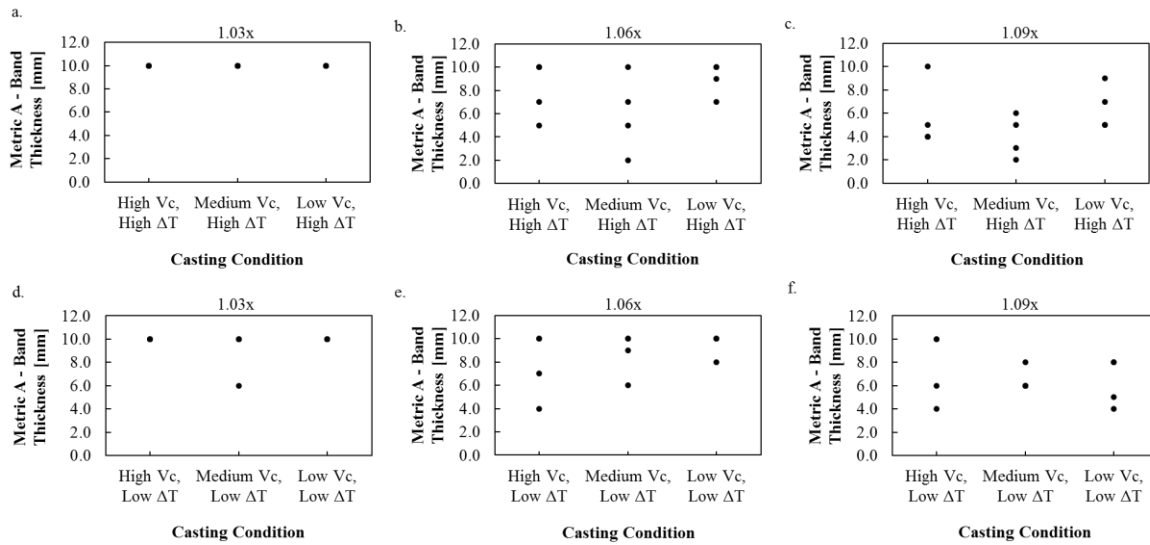 a.
1.03x
Metric A - Band
Thickness [mm]
12.0
10.0
8.0
6.0
4.0
2.0
0.0
High Vc, Medium Vc, Low Vc,
High ΔT High ΔT High ΔT
Casting Condition
b.
1.06x
Metric A - Band
Thickness [mm]
12.0
10.0
8.0
6.0
4.0
2.0
0.0
High Vc, Medium Vc, Low Vc,
High ΔT High ΔT High ΔT
Casting Condition
c.
1.09x
Metric A - Band
Thickness [mm]
12.0
10.0
8.0
6.0
4.0
2.0
0.0
High Vc, Medium Vc, Low Vc,
High ΔT High ΔT High ΔT
Casting Condition
d.
1.03x
Metric A - Band
Thickness [mm]
12.0
10.0
8.0
6.0
4.0
2.0
0.0
High Vc, Medium Vc, Low Vc,
Low ΔT Low ΔT Low ΔT
Casting Condition
e.
1.06x
Metric A - Band
Thickness [mm]
12.0
10.0
8.0
6.0
4.0
2.0
0.0
High Vc, Medium Vc, Low Vc,
Low ΔT Low ΔT Low ΔT
Casting Condition
f.
1.09x
Metric A - Band
Thickness [mm]
12.0
10.0
8.0
6.0
4.0
2.0
0.0
High Vc, Medium Vc, Low Vc,
Low ΔT Low ΔT Low ΔT
Casting Condition